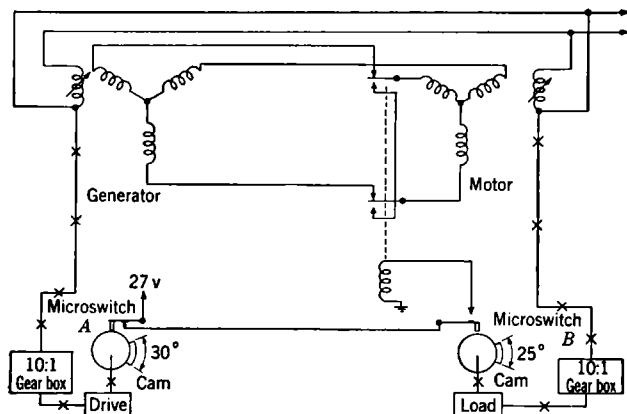 Generator
Motor
27 v
Microswitch
A
30°
Cam
10:1
Gear box
Drive
Microswitch
B
25°
Cam
10:1
Gear box
Load